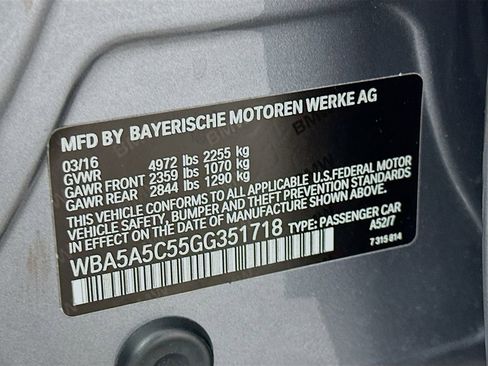 MFD BY BAYERISCHE MOTOREN WERKE AG
03/16
GVWR 4972 lbs 2255 kg
GAWR FRONT 2359 lbs 1070 kg
GAWR REAR 2844 lbs 1290 kg
THIS VEHICLE CONFORMS TO ALL APPLICABLE U.S.FEDERAL MOTOR
VEHICLE SAFETY, BUMPER, AND THEFT PREVENTION STANDARDS
IN EFFECT ON THE DATE OF MANUFACTURE SHOWN ABOVE.
WBA5A5C55GG351718 TYPE: PASSENGER CAR
A52/7
7 315 814